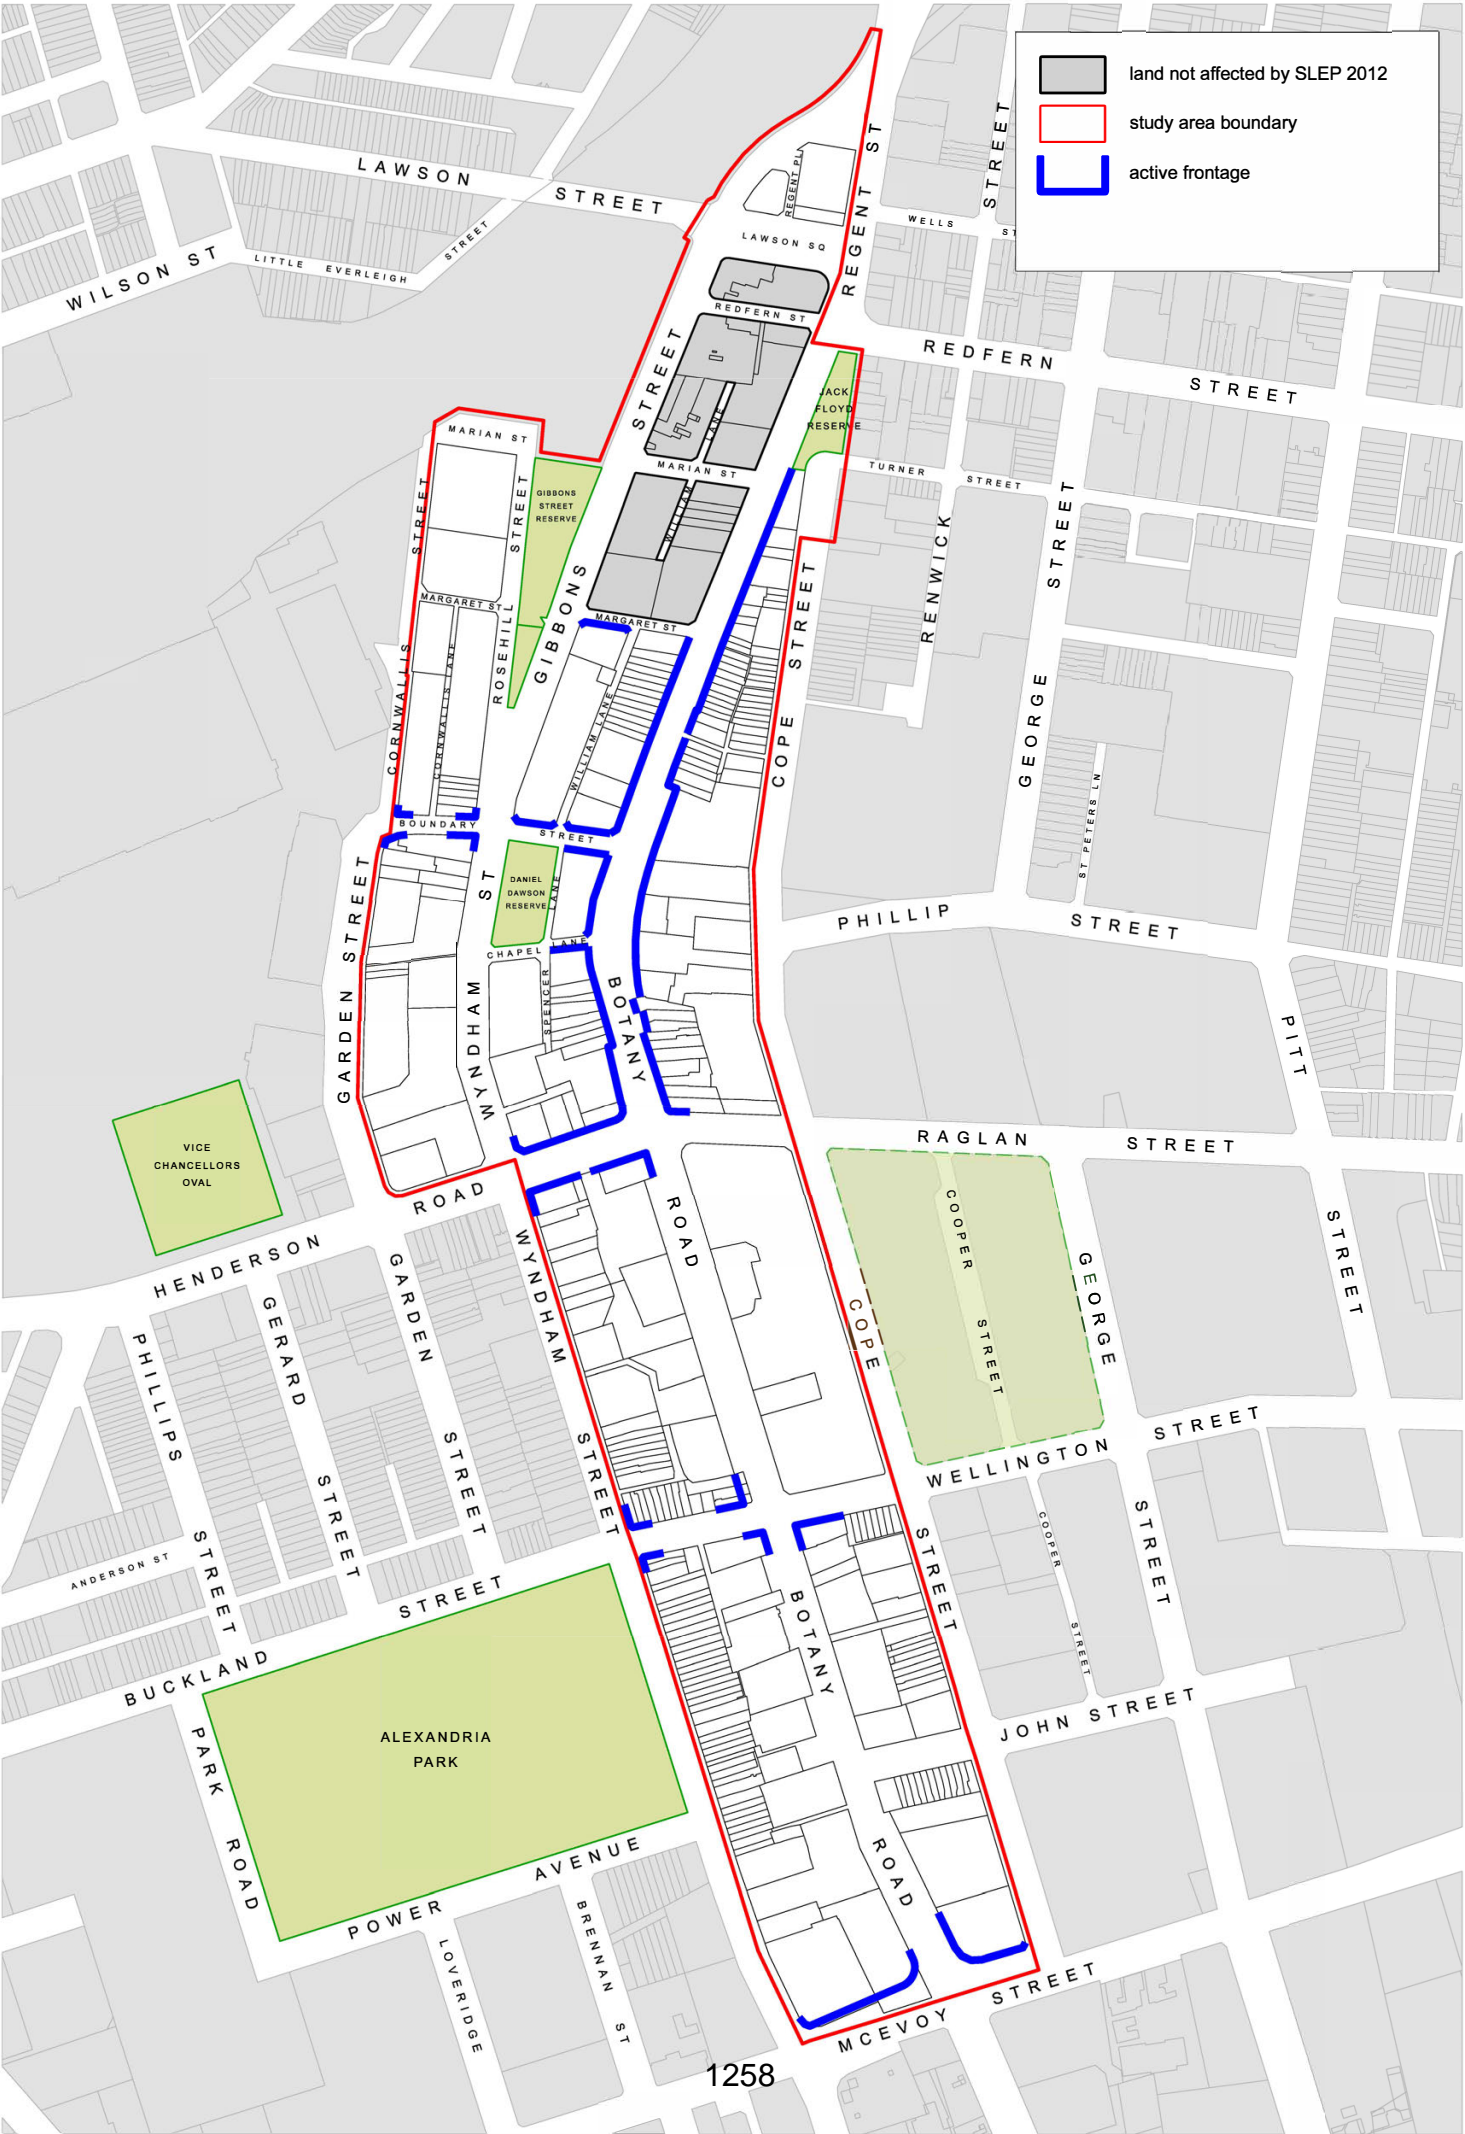 land not affected by SLEP 2012
study area boundary
active frontage
LAWSON STREET
STREET
REGENT ST
REGENT PL
WELLS ST
LAWSON SQ
WILSON ST
LITTLE EVERLEIGH STREET
REDFERN ST
REDFERN STREET
JACK
FLOYD
RESERVE
MARIAN ST
LANE
MARIAN ST
TURNER STREET
GIBBONS
STREET
RESERVE
GIBBONS STREET
WILLIAM
CORNWALLIS STREET
ROSEHILL STREET
MARGARET ST
MARGARET ST
CORNWALLIS LANE
WILLIAM LANE
COPE STREET
RENWICK
GEORGE STREET
ST PETERS LN
BOUNDARY STREET
DANIEL
DAWSON
RESERVE
LANE
CHAPEL LANE
SPENCER
GARDEN STREET
WYNDHAM ST
BOTANY ROAD
PHILLIP STREET
PITT STREET
VICE
CHANCELLORS
OVAL
RAGLAN STREET
HENDERSON ROAD
COOPER STREET
COPE STREET
GEORGE STREET
WYNDHAM STREET
PHILLIPS STREET
GERARD STREET
GARDEN STREET
WELLINGTON STREET
COOPER STREET
ANDERSON ST
BUCKLAND STREET
BOTANY ROAD
JOHN STREET
ALEXANDRIA
PARK
PARK ROAD
POWER AVENUE
LOVERIDGE
BRENNAN ST
MCEVOY STREET
1258